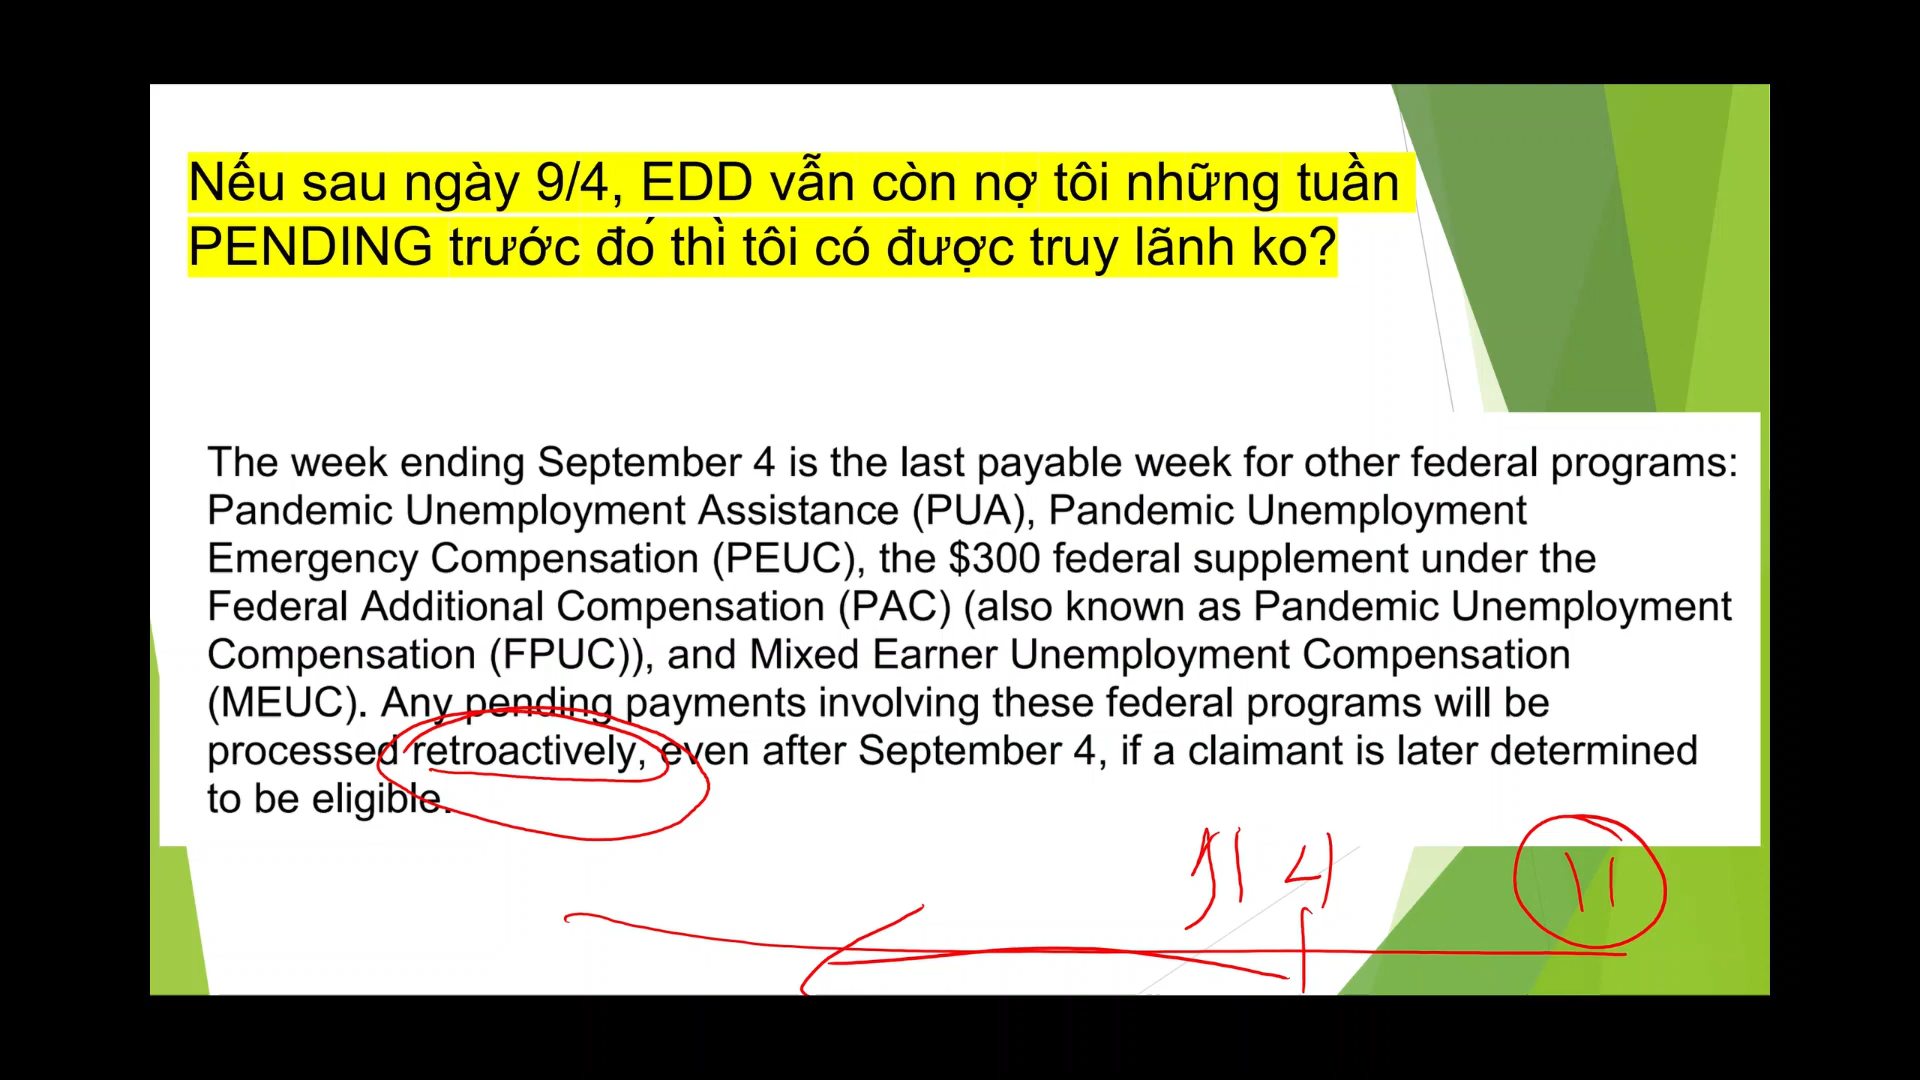 Nếu sau ngày 9/4, EDD vẫn còn nợ tôi những tuần
PENDING trước đó thì tôi có được truy lãnh ko?
The week ending September 4 is the last payable week for other federal programs:
Pandemic Unemployment Assistance (PUA), Pandemic Unemployment
Emergency Compensation (PEUC), the $300 federal supplement under the
Federal Additional Compensation (PAC) (also known as Pandemic Unemployment
Compensation (FPUC)), and Mixed Earner Unemployment Compensation
(MEUC). Any pending payments involving these federal programs will be
processed retroactively, even after September 4, if a claimant is later determined
to be eligible.
11